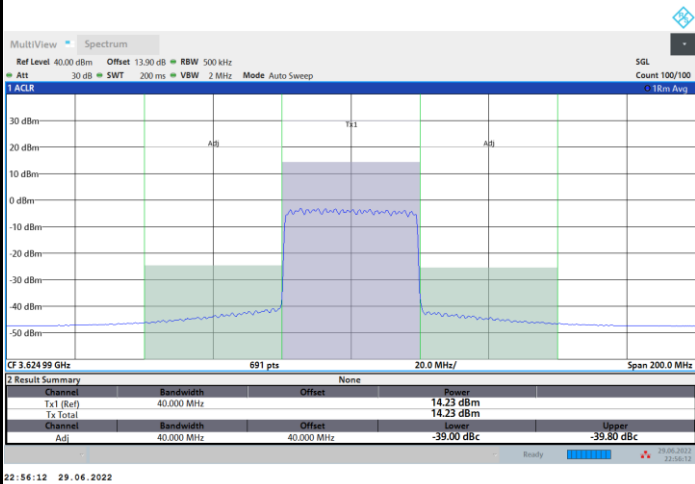 MultiView Spectrum
Ref Level 40.00 dBm Offset 13.90 dB RBW 500 kHz SGL
Att 30 dB SWT 200 ms VBW 2 MHz Mode Auto Sweep Count 100/100
1 ACLR 1Rm Avg
30 dBm
Tx1
20 dBm
Adj Adj
10 dBm
0 dBm
-10 dBm
-20 dBm
-30 dBm
-40 dBm
-50 dBm
CF 3.624 99 GHz 691 pts 20.0 MHz/ Span 200.0 MHz
2 Result Summary None
Channel Bandwidth Offset Power
Tx1 (Ref) 40.000 MHz 14.23 dBm
Tx Total 14.23 dBm
Channel Bandwidth Offset Lower Upper
Adj 40.000 MHz 40.000 MHz -39.00 dBc -39.80 dBc
Ready 29.06.2022
22:56:12
22:56:12 29.06.2022